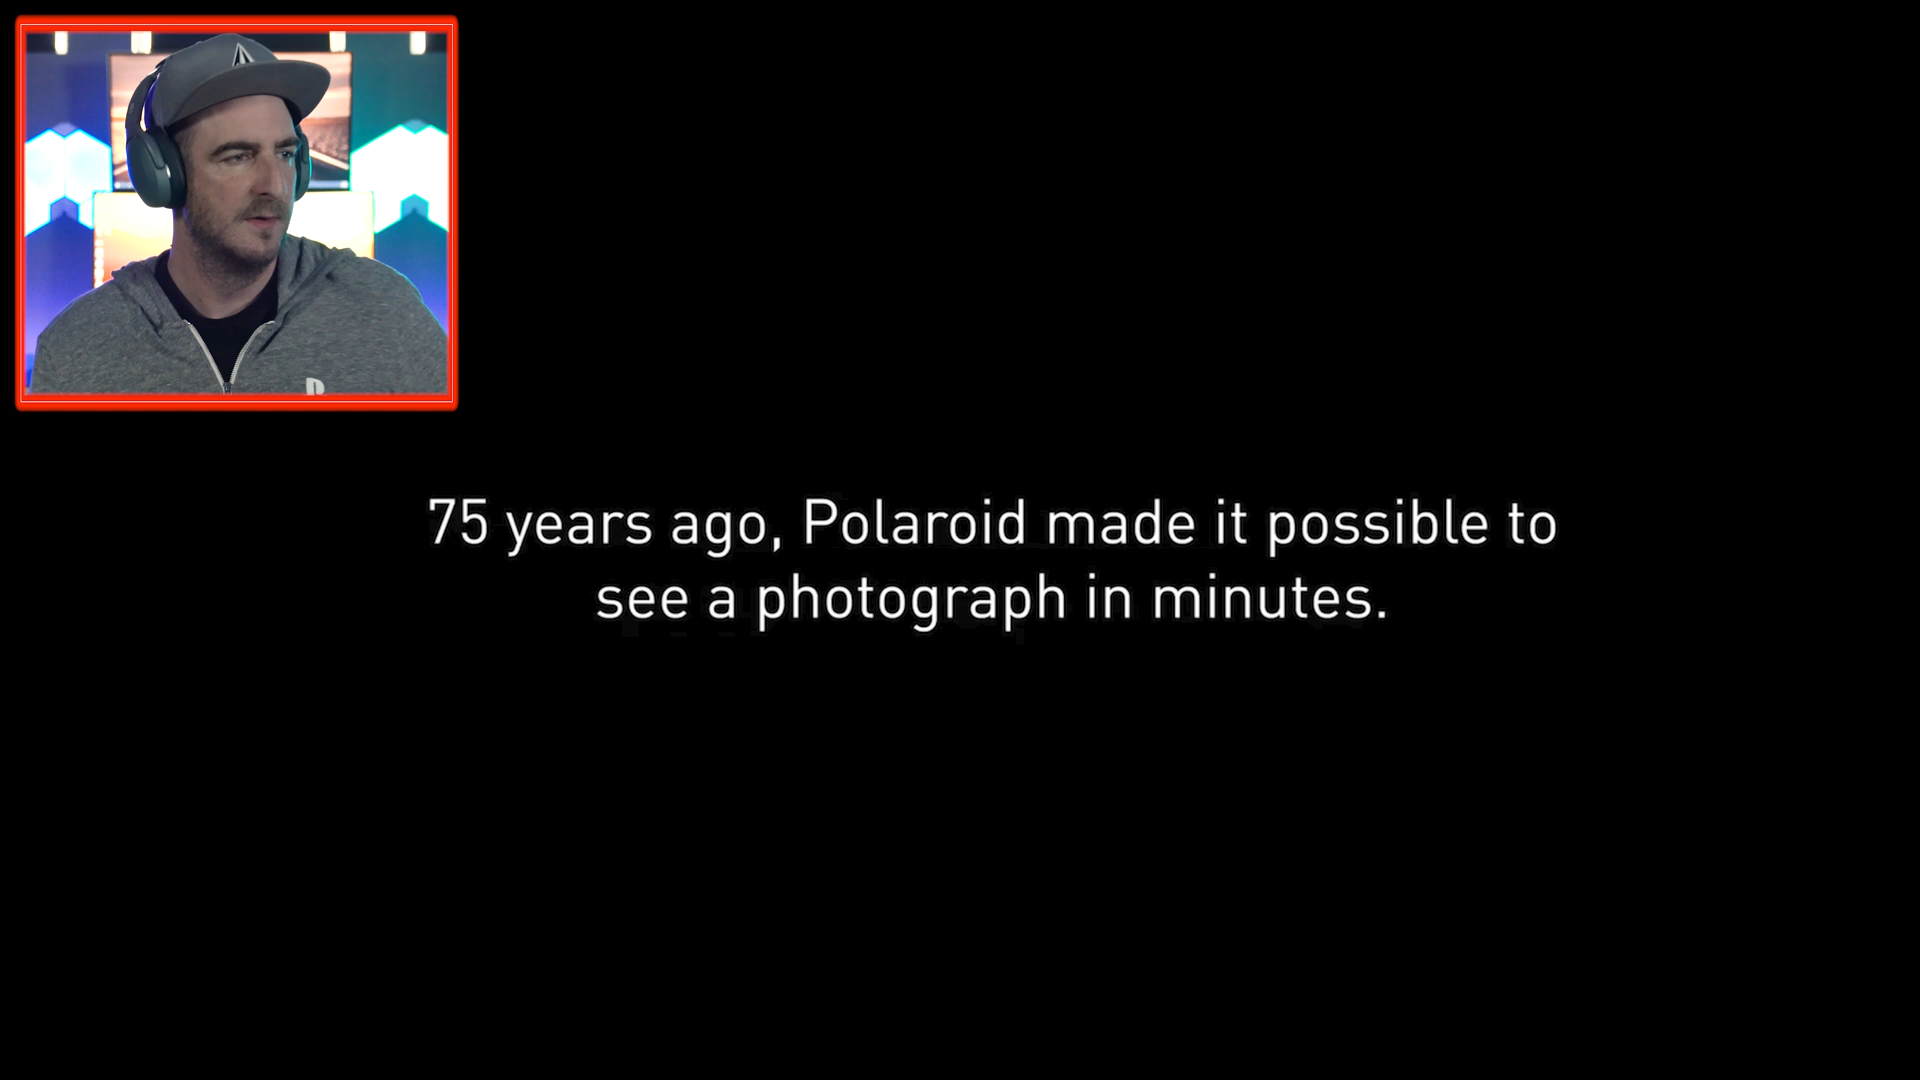 75 years ago, Polaroid made it possible to
see a photograph in minutes.